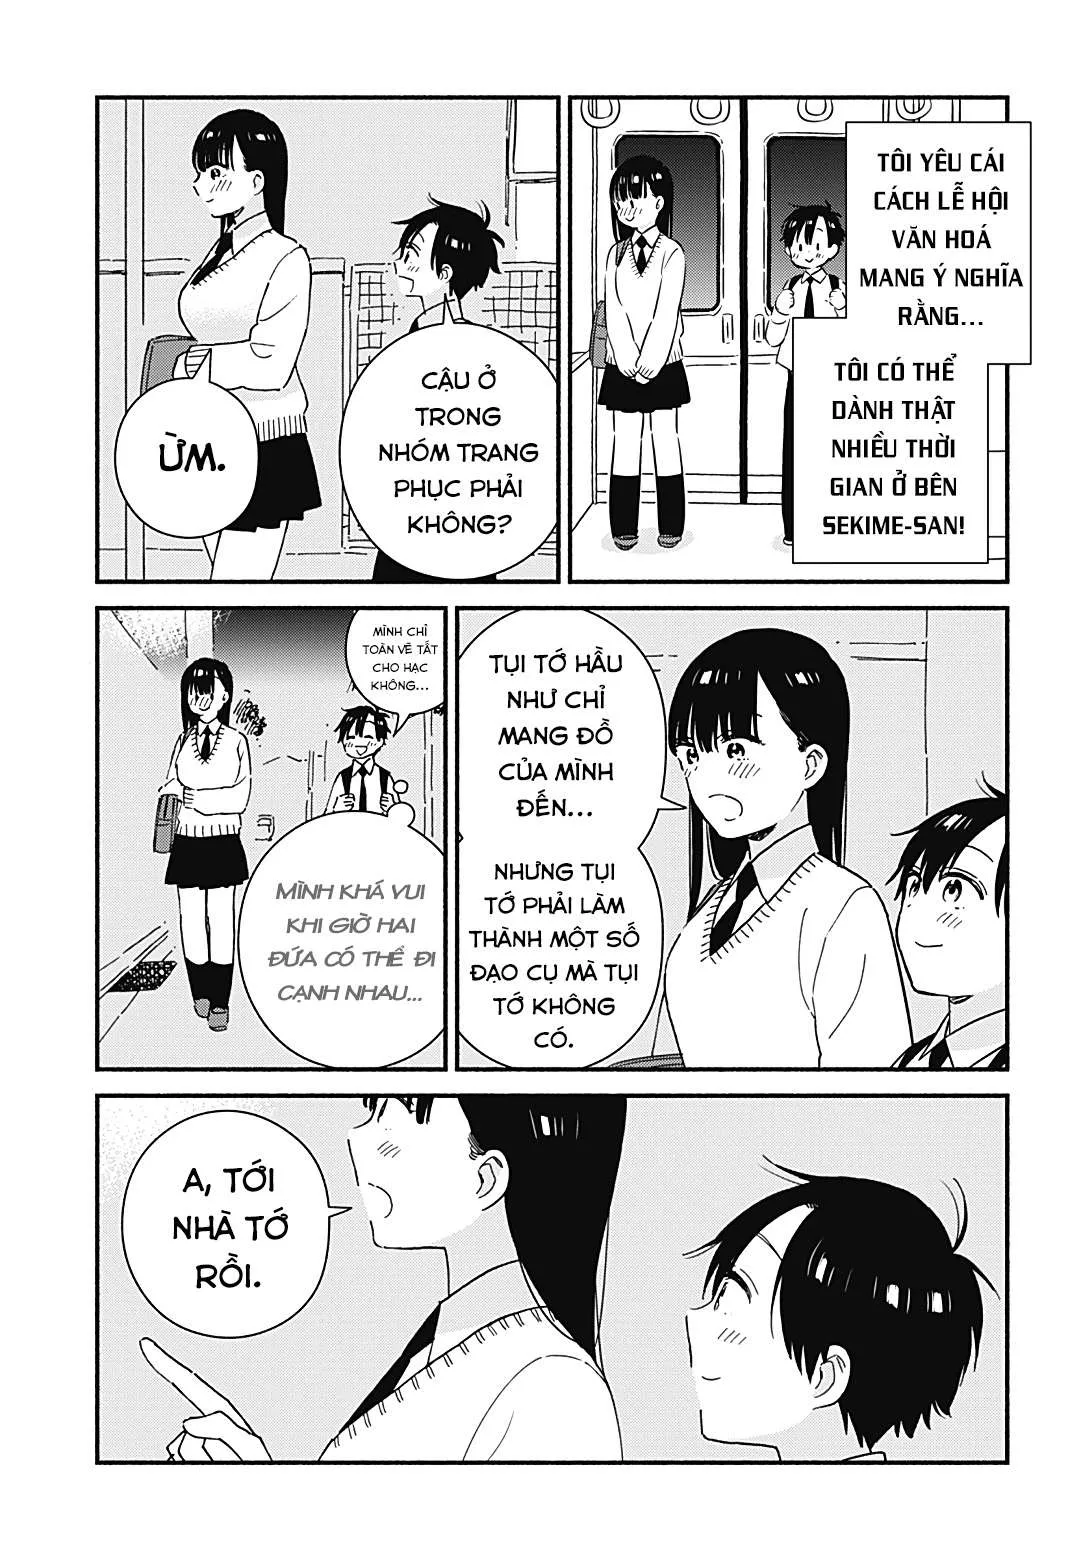 TÔI YÊU CÁI
CÁCH LỄ HỘI
VĂN HOÁ
MANG Ý NGHĨA
RẰNG...
TÔI CÓ THỂ
DÀNH THẬT
NHIỀU THỜI
GIAN Ở BÊN
SEKIME-SAN!
CẬU Ở
TRONG
NHÓM TRANG
PHỤC PHẢI
KHÔNG?
ỪM.
TỤI TỚ HẦU
NHƯ CHỈ
MANG ĐỒ
CỦA MÌNH
ĐẾN...
NHƯNG TỤI
TỚ PHẢI LÀM
THÀNH MỘT SỐ
ĐẠO CỤ MÀ TỤI
TỚ KHÔNG
CÓ.
MÌNH CHỈ
TOÀN VẼ TẤT
CHO HẠC
KHÔNG...
MÌNH KHÁ VUI
KHI GIỜ HAI
ĐỨA CÓ THỂ ĐI
CẠNH NHAU...
A, TỚI
NHÀ TỚ
RỒI.